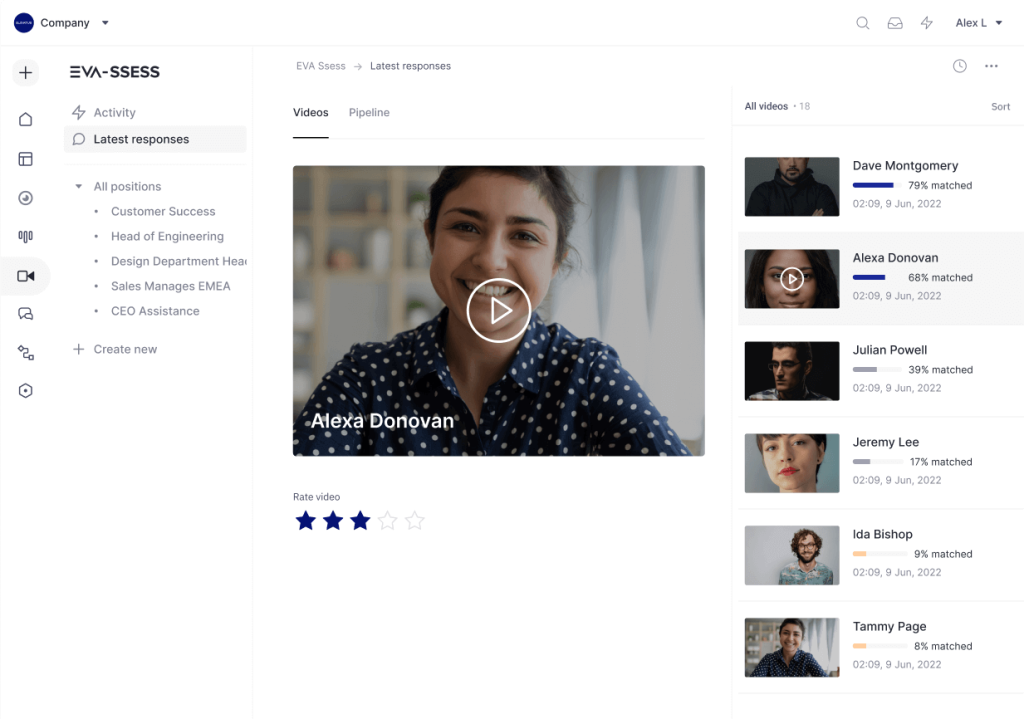 Company
Alex L
EVA-SSESS
Activity
Latest responses
All positions
Customer Success
Head of Engineering
Design Department Head
Sales Manages EMEA
CEO Assistance
Create new
EVA Ssess → Latest responses
Videos
Pipeline
Alexa Donovan
Rate video
All videos • 18
Sort
Dave Montgomery
79% matched
02:09, 9 Jun, 2022
Alexa Donovan
68% matched
02:09, 9 Jun, 2022
Julian Powell
39% matched
02:09, 9 Jun, 2022
Jeremy Lee
17% matched
02:09, 9 Jun, 2022
Ida Bishop
9% matched
02:09, 9 Jun, 2022
Tammy Page
8% matched
02:09, 9 Jun, 2022